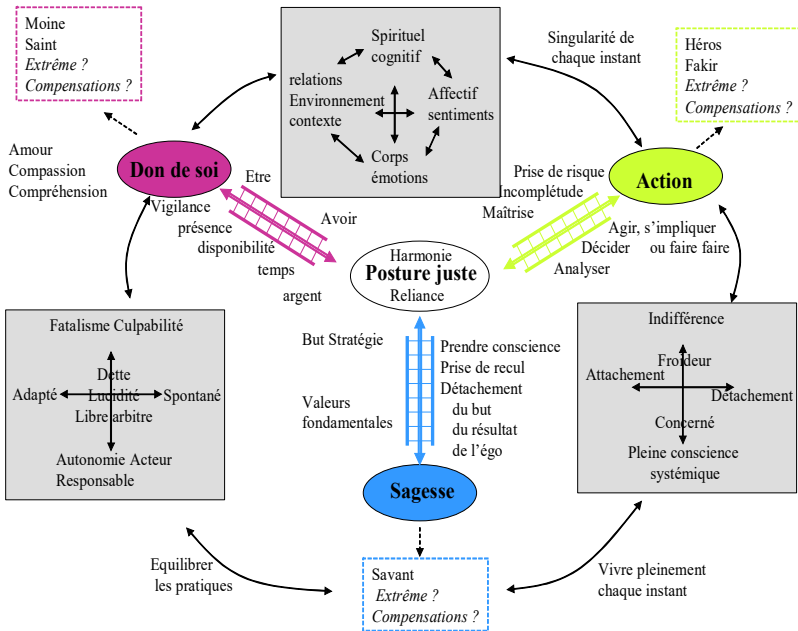 Moine
Saint
Extrême ?
Compensations ?
Spirituel
cognitif
relations
Environnement
contexte
Affectif
sentiments
Corps
émotions
Singularité de
chaque instant
Héros
Fakir
Extrême ?
Compensations ?
Amour
Compassion
Compréhension
Don de soi
Etre
Avoir
Vigilance
présence
disponibilité
temps
argent
Prise de risque
Incomplétude
Maîtrise
Action
Agir, s’impliquer
ou faire faire
Décider
Analyser
Harmonie
Posture juste
Reliance
Fatalisme Culpabilité
Dette
Adapté
Lucidité
Spontané
Libre arbitre
Autonomie Acteur
Responsable
But Stratégie
Valeurs
fondamentales
Prendre conscience
Prise de recul
Détachement
du but
du résultat
de l’égo
Indifférence
Froideur
Attachement
Détachement
Concerné
Pleine conscience
systémique
Sagesse
Equilibrer
les pratiques
Savant
Extrême ?
Compensations ?
Vivre pleinement
chaque instant